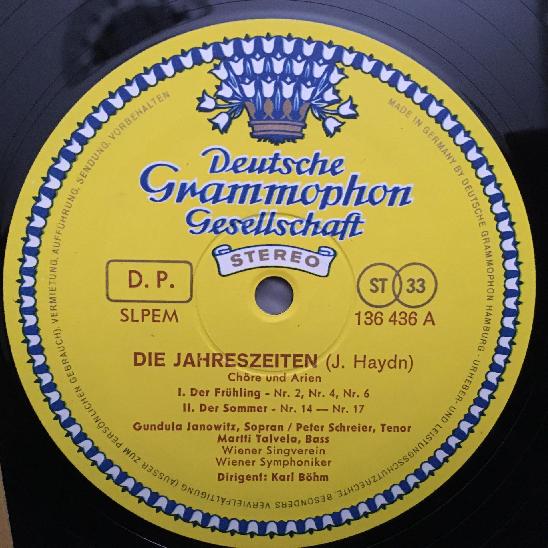 Deutsche
Grammophon
Gesellschaft
STEREO
D. P.
SLPEM
ST 33
136 436 A
DIE JAHRESZEITEN (J. Haydn)
Chöre und Arien
I. Der Frühling - Nr. 2, Nr. 4, Nr. 6
II. Der Sommer - Nr. 14 — Nr. 17
Gundula Janowitz, Sopran / Peter Schreier, Tenor
Martti Talvela, Bass
Wiener Singverein
Wiener Symphoniker
Dirigent: Karl Böhm
MADE IN GERMANY BY DEUTSCHE GRAMMOPHON HAMBURG - URHEBER- UND LEISTUNGSSCHUTZRECHTE, BESONDERS VERVIELFÄLTIGUNG (AUSSER ZUM PERSÖNLICHEN GEBRAUCH), VERMIETUNG, AUFFÜHRUNG, SENDUNG, VORBEHALTEN